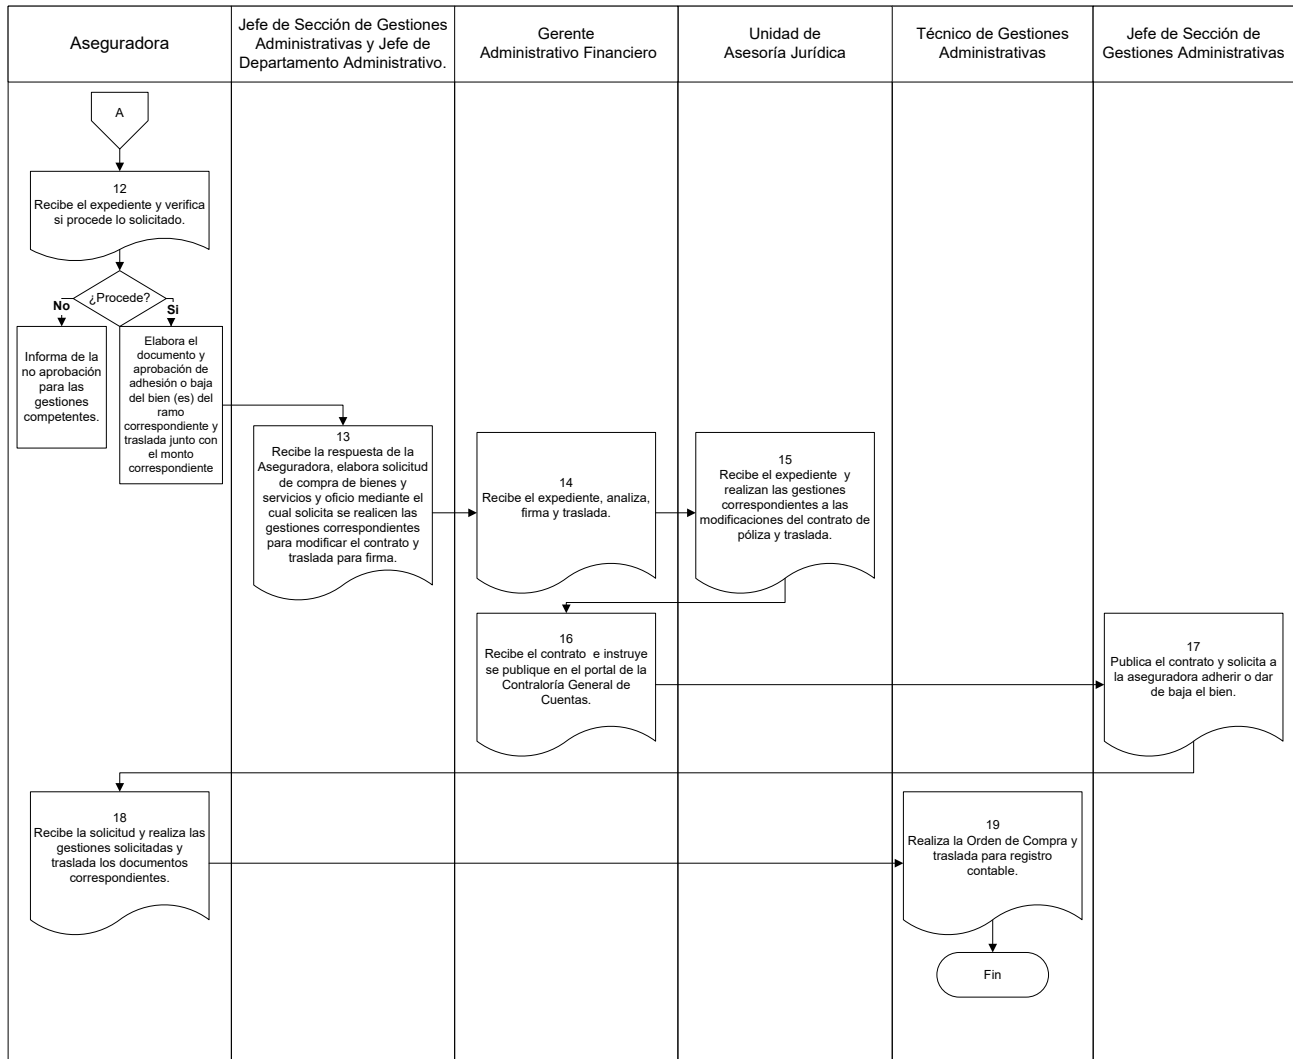 Aseguradora
Jefe de Sección de Gestiones
Administrativas y Jefe de
Departamento Administrativo.
Gerente
Administrativo Financiero
Unidad de
Asesoría Jurídica
Técnico de Gestiones
Administrativas
Jefe de Sección de
Gestiones Administrativas
A
12
Recibe el expediente y verifica
si procede lo solicitado.
¿Procede?
No
Si
Informa de la
no aprobación
para las
gestiones
competentes.
Elabora el
documento y
aprobación de
adhesión o baja
del bien (es) del
ramo
correspondiente y
traslada junto con
el monto
correspondiente
13
Recibe la respuesta de la
Aseguradora, elabora solicitud
de compra de bienes y
servicios y oficio mediante el
cual solicita se realicen las
gestiones correspondientes
para modificar el contrato y
traslada para firma.
14
Recibe el expediente, analiza,
firma y traslada.
15
Recibe el expediente y
realizan las gestiones
correspondientes a las
modificaciones del contrato de
póliza y traslada.
16
Recibe el contrato e instruye
se publique en el portal de la
Contraloría General de
Cuentas.
17
Publica el contrato y solicita a
la aseguradora adherir o dar
de baja el bien.
18
Recibe la solicitud y realiza las
gestiones solicitadas y
traslada los documentos
correspondientes.
19
Realiza la Orden de Compra y
traslada para registro
contable.
Fin